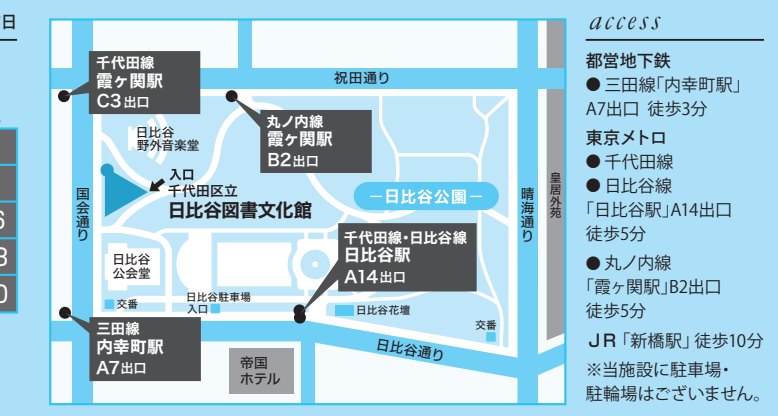 日
6
3
0
千代田線
霞ヶ関駅
C3出口
祝田通り
丸ノ内線
霞ヶ関駅
B2出口
日比谷
野外音楽堂
入口
千代田区立
日比谷図書文化館
国会通り
－日比谷公園－
晴海通り
皇居外苑
千代田線・日比谷線
日比谷駅
A14出口
日比谷
公会堂
交番
日比谷駐車場
入口
日比谷花壇
交番
三田線
内幸町駅
A7出口
日比谷通り
帝国
ホテル
access
都営地下鉄
● 三田線「内幸町駅」
A7出口 徒歩3分
東京メトロ
● 千代田線
● 日比谷線
「日比谷駅」A14出口
徒歩5分
● 丸ノ内線
「霞ヶ関駅」B2出口
徒歩5分
ＪＲ「新橋駅」徒歩10分
※当施設に駐車場・
駐輪場はございません。